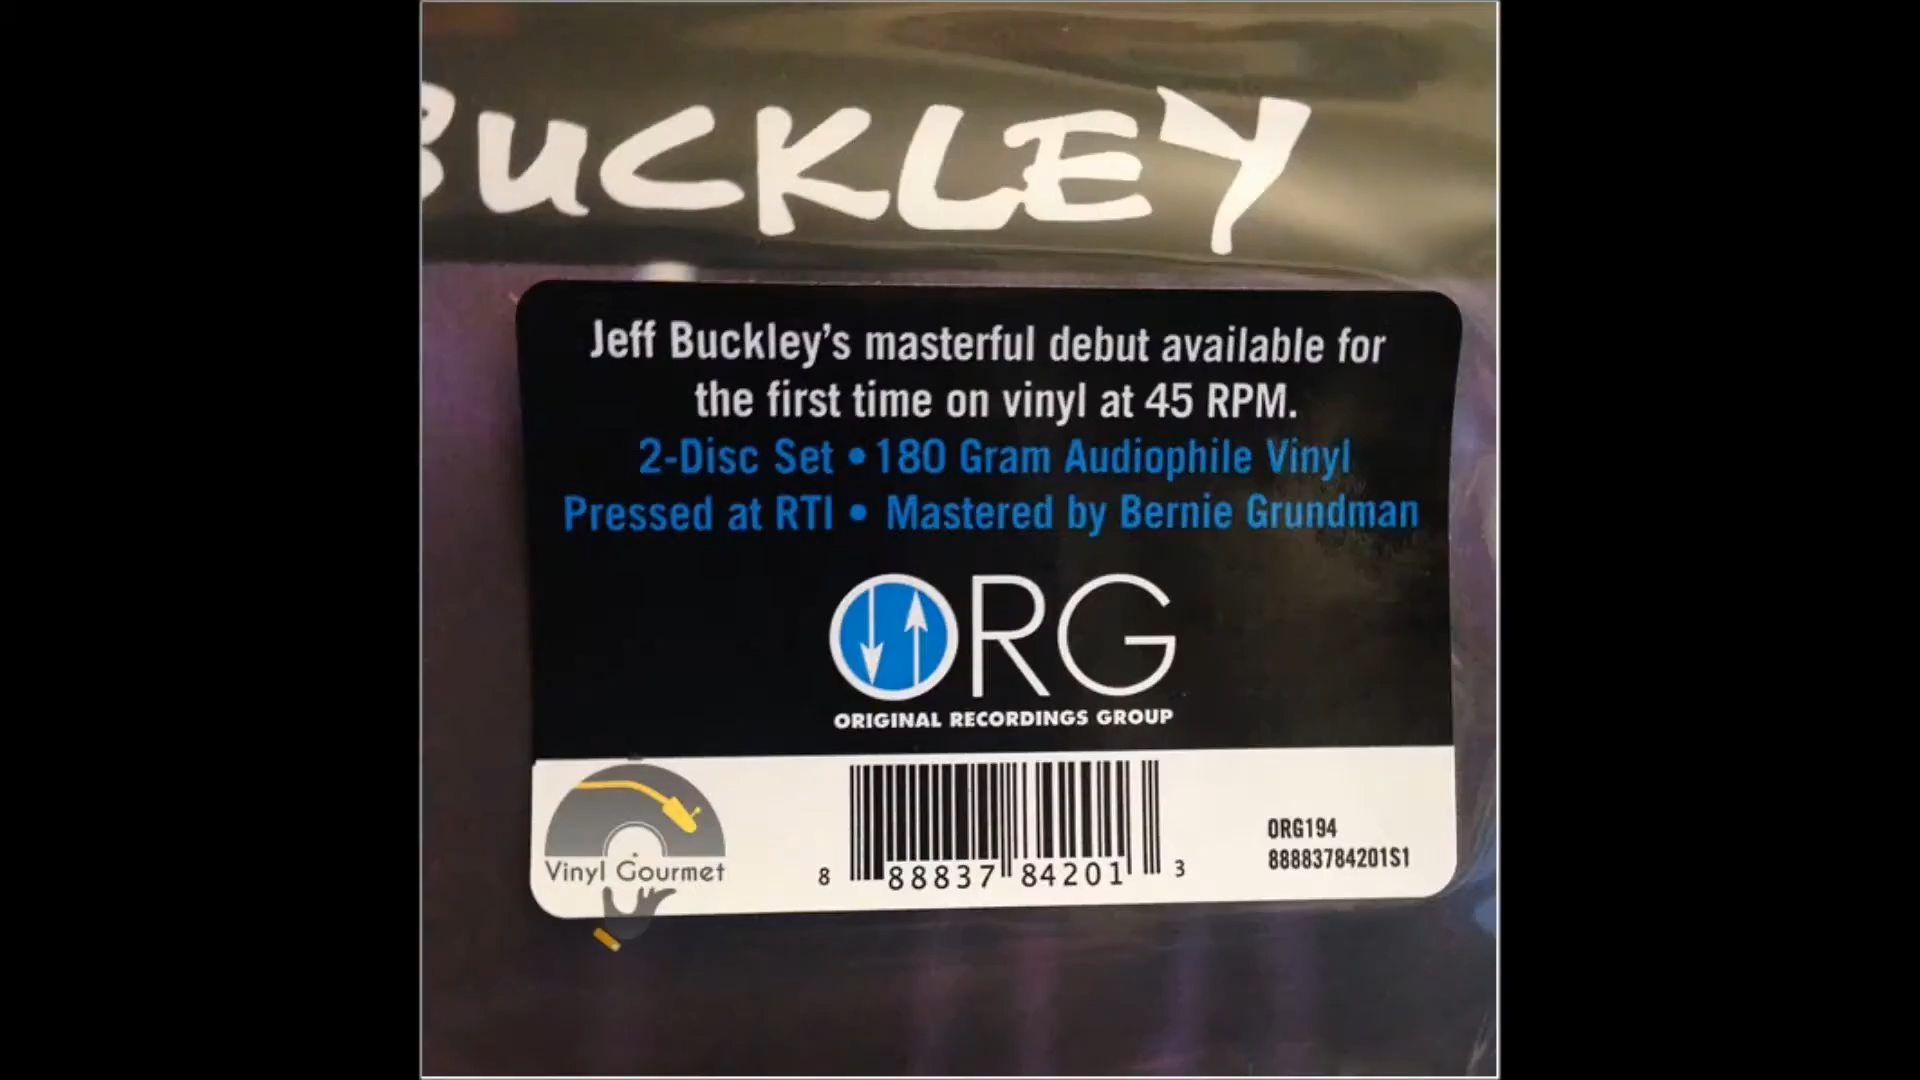 BUCKLEY
Jeff Buckley's masterful debut available for
the first time on vinyl at 45 RPM.
2-Disc Set • 180 Gram Audiophile Vinyl
Pressed at RTI • Mastered by Bernie Grundman
ORG
ORIGINAL RECORDINGS GROUP
Vinyl Gourmet
8 88837 84201 3
ORG194
88883784201S1